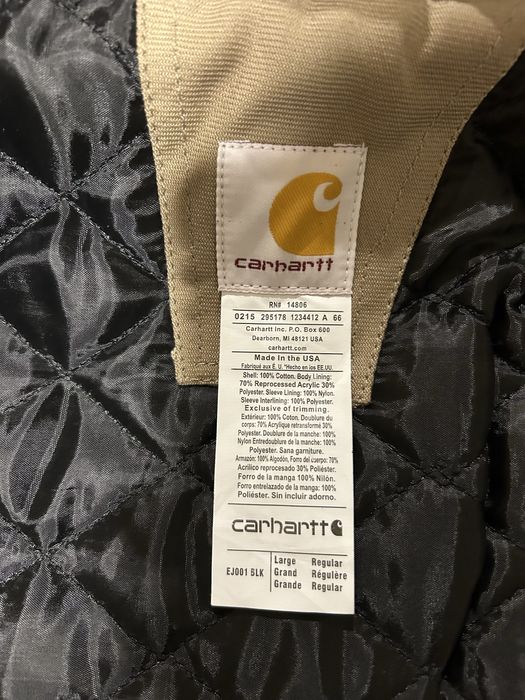 carhartt
RN# 14806
0215 295178 1234412 A 66
Carhartt Inc. P.O. Box 600
Dearborn, MI 48121 USA
carhartt.com
Made In the USA
Fabriqué aux É. U. *Hecho en ios EE.UU.
Shell: 100% Cotton. Body Lining:
70% Reprocessed Acrylic 30%
Polyester. Sleeve Lining: 100% Nylon.
Sleeve Interlining: 100% Polyester.
Exclusive of trimming.
Extérieur: 100% Coton. Doublure du
corps: 70% Acrylique retransformé 30%
Polyester. Doublure de la manche: 100%
Nylon Entredoublure de la manche: 100%
Polyester. Sans garniture.
Armazón: 100% Algodón, Forro del cuerpo: 70%
Acrílico reprocesado 30% Poliéster.
Forro de la manga 100% Nilón.
Forro entrelazado de la manga: 100%
Poliéster. Sin incluir adorno.
carhartt
EJ001 BLK
Large Regular
Grand Régulère
Grande Regular